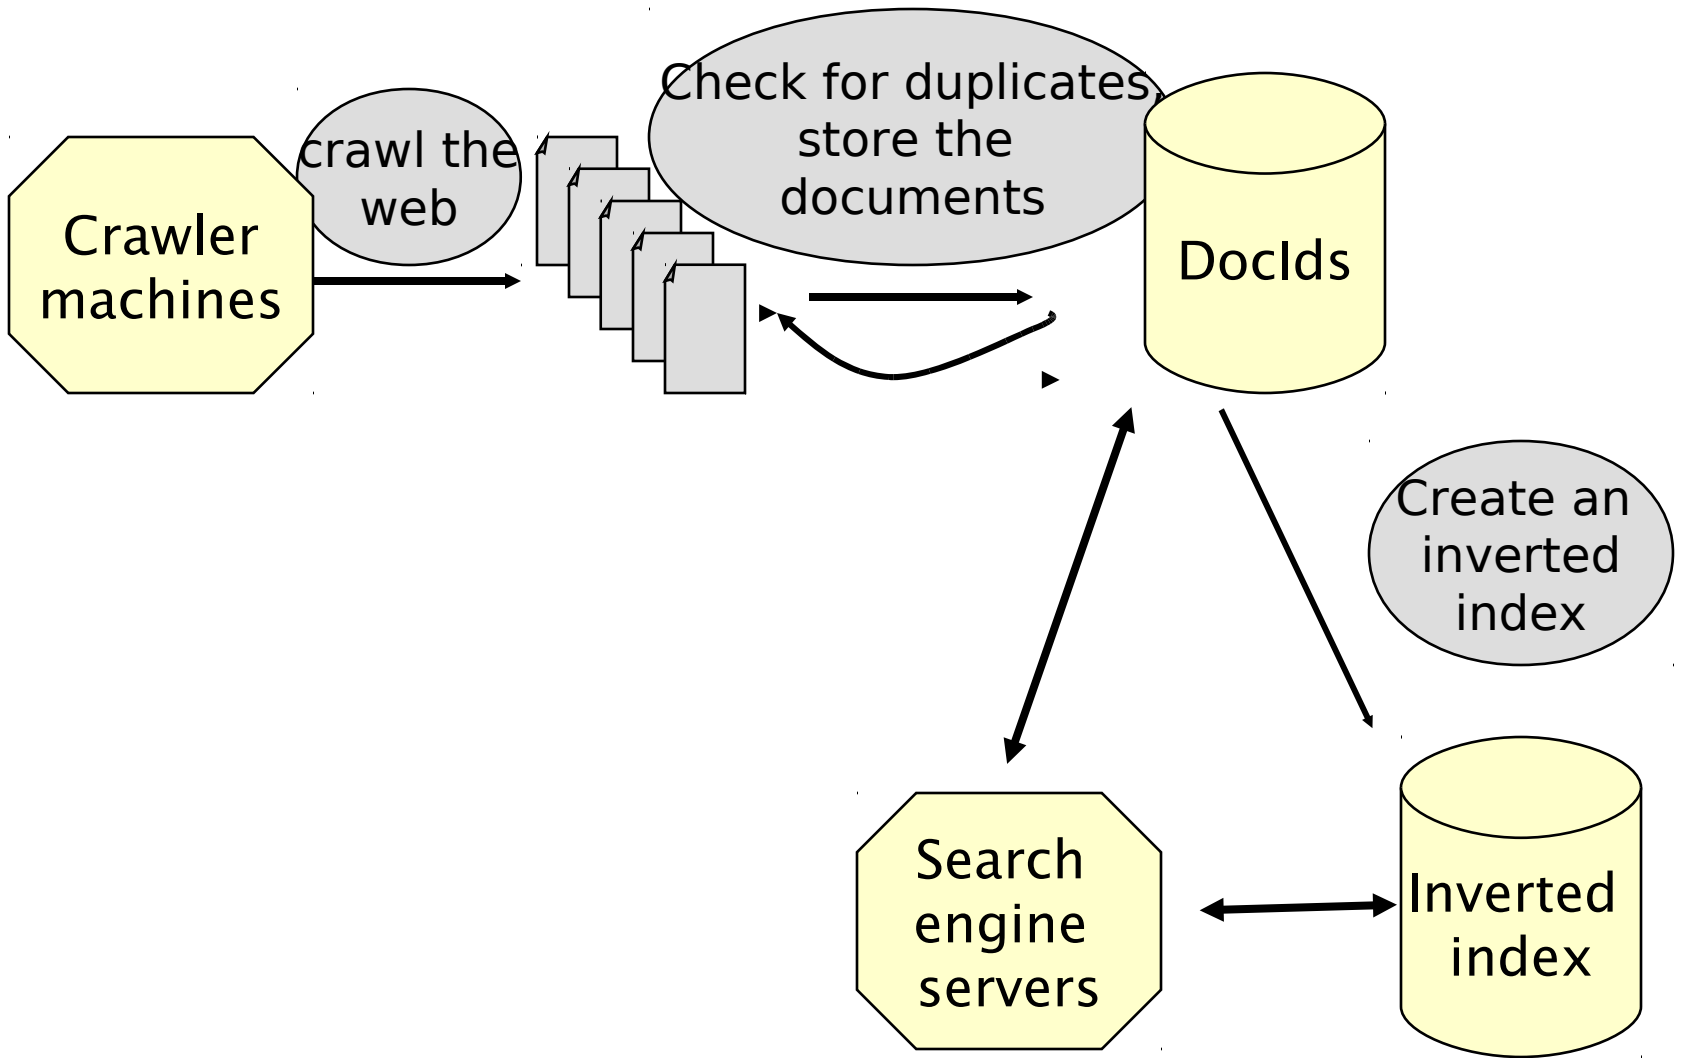 Crawler
machines
crawl the
web
Check for duplicates,
store the
documents
DocIds
Create an
inverted
index
Search
engine
servers
Inverted
index